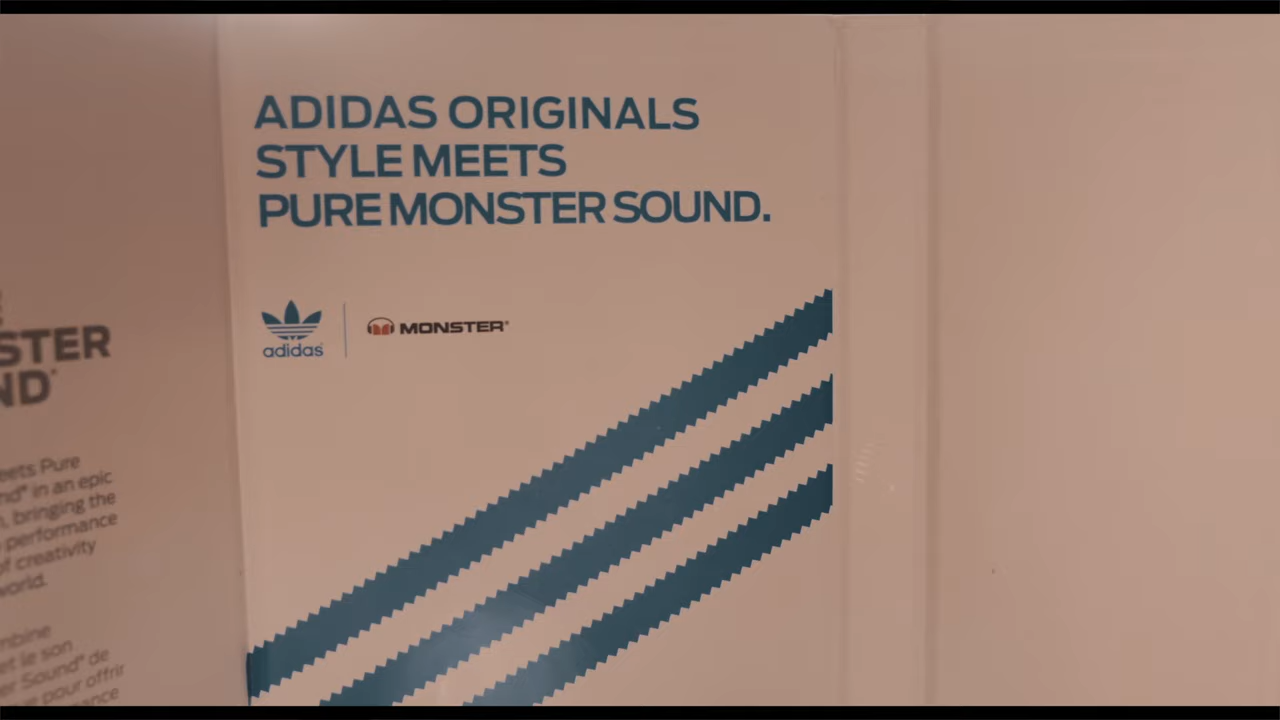 STER
ND
eets Pure
in an epic
bringing the
performance
of creativity
world.
et le son
Sound® de
pour offrir
ADIDAS ORIGINALS
STYLE MEETS
PURE MONSTER SOUND.
adidas
MONSTER®